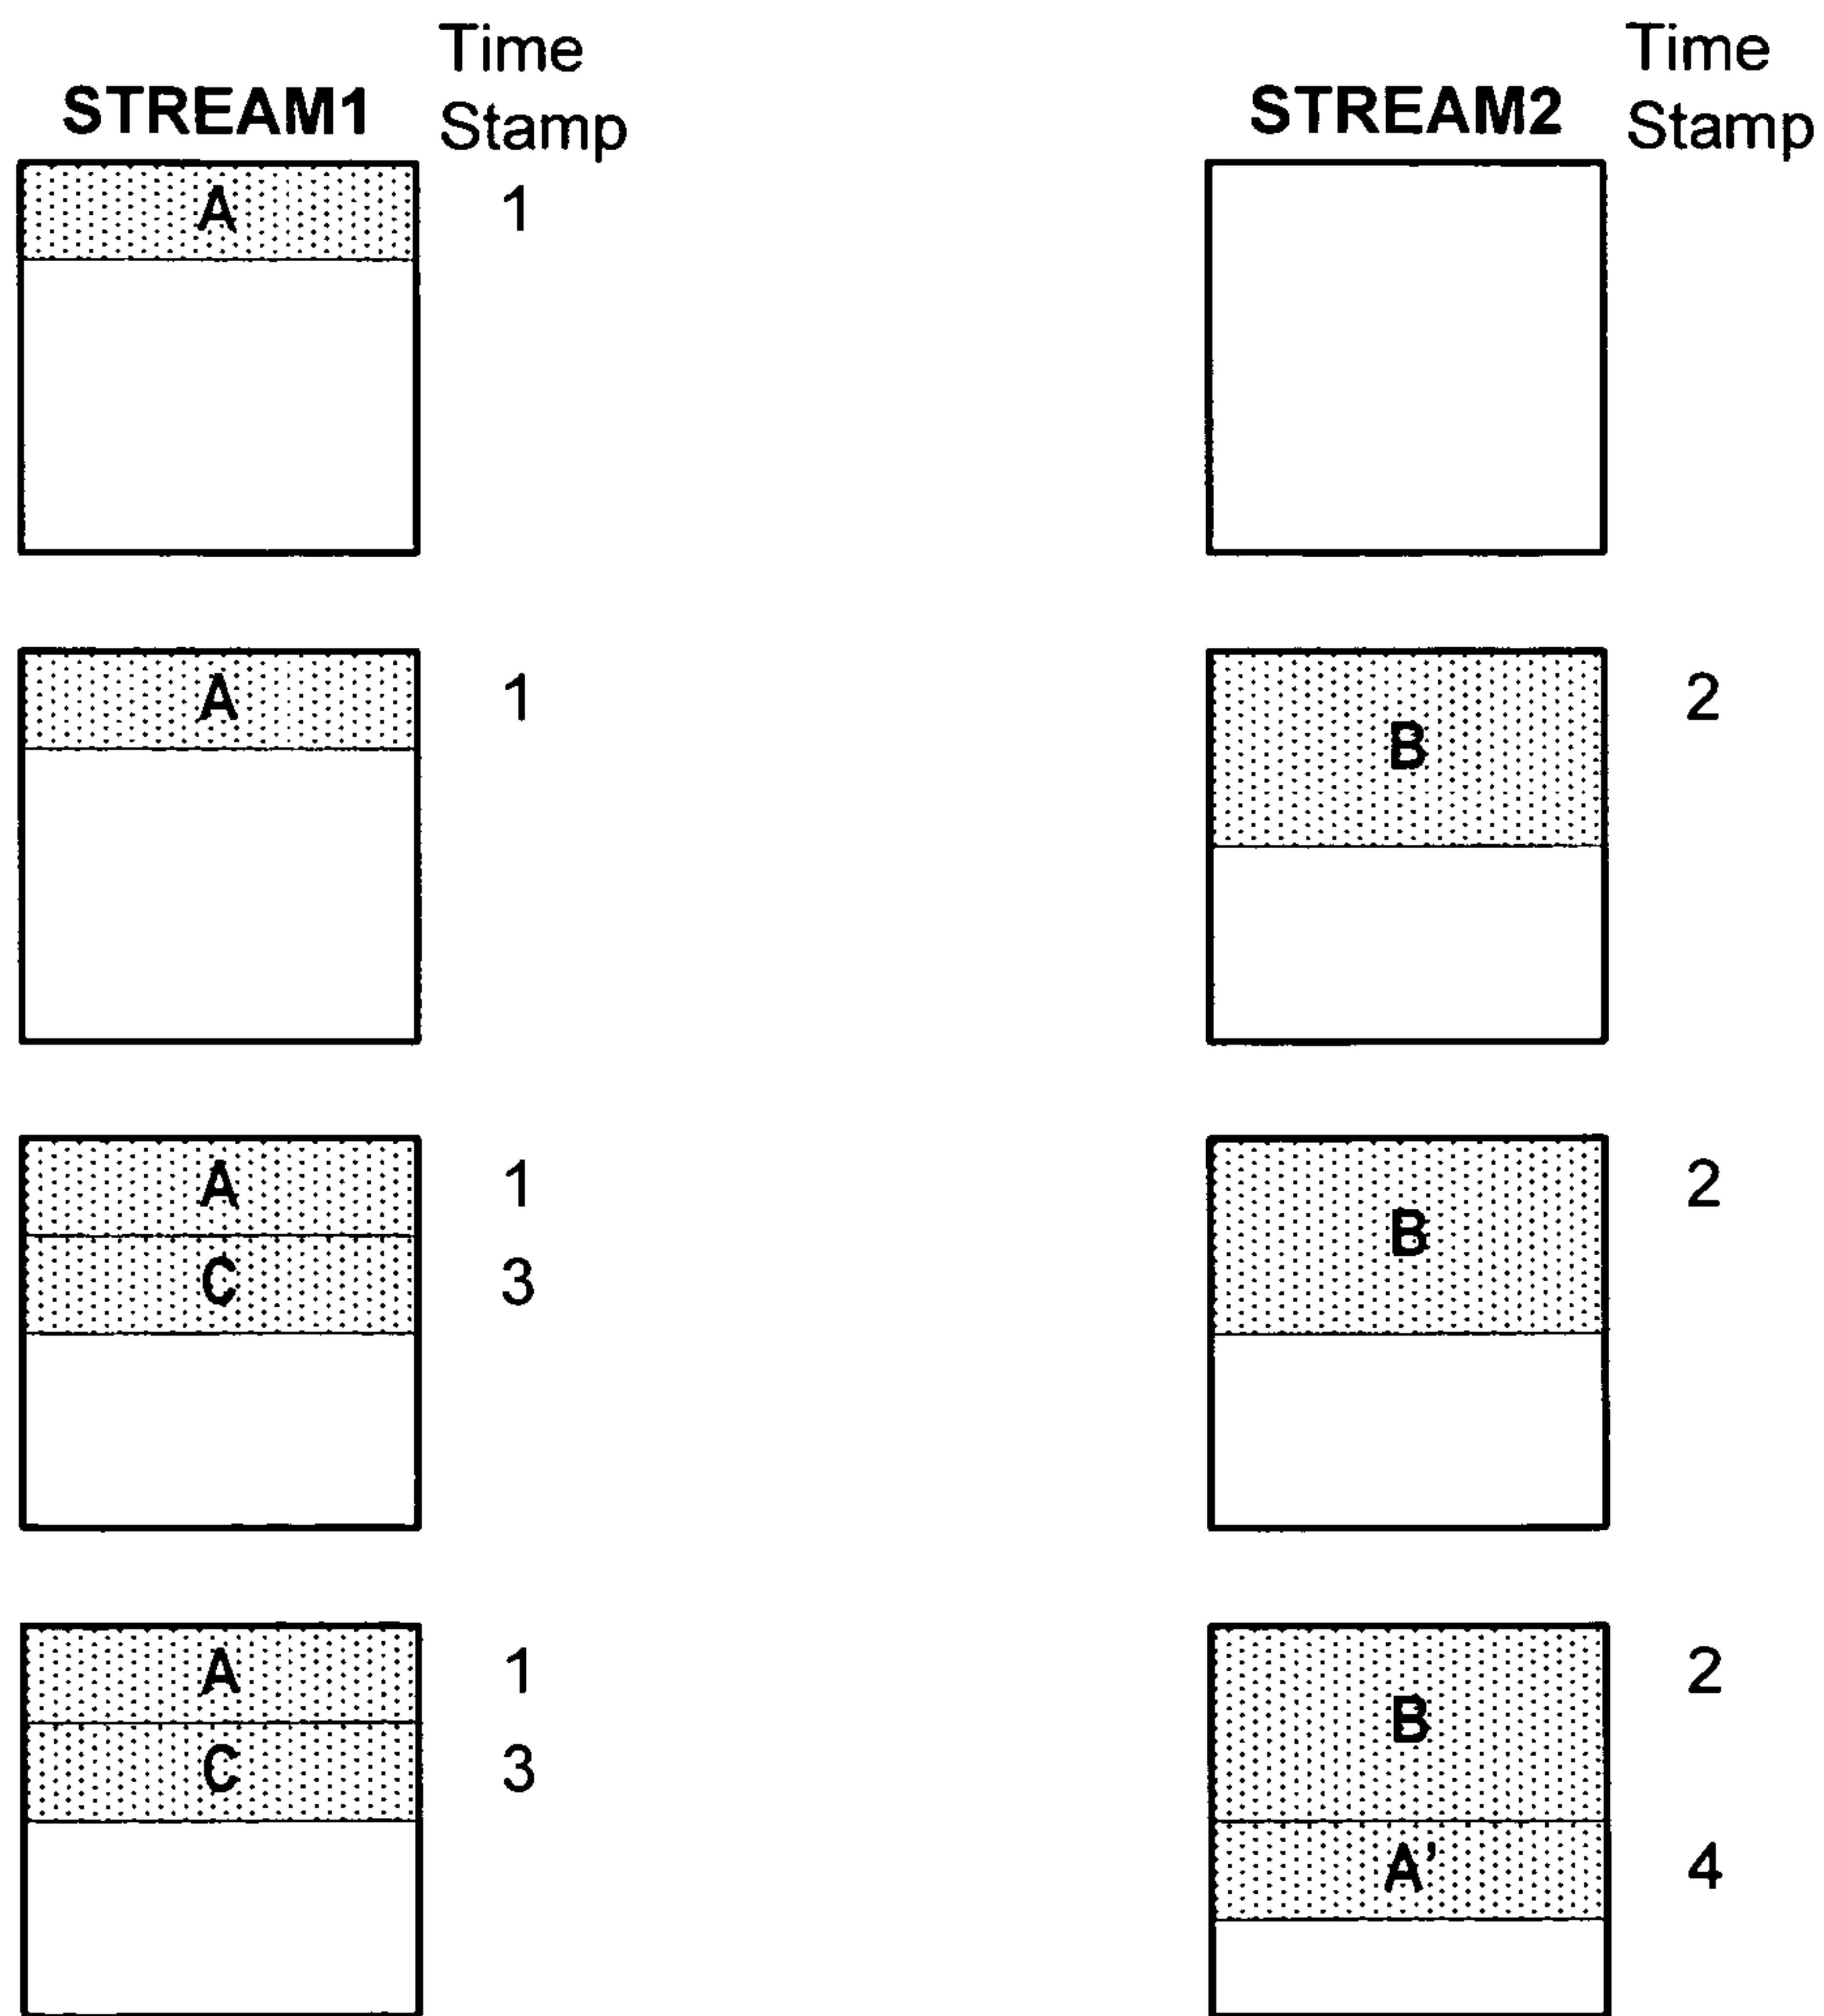 Time
STREAM1 Stamp
Time
STREAM2 Stamp
A 1
A 1
B 2
A 1
C 3
B 2
A 1
C 3
B 2
A' 4